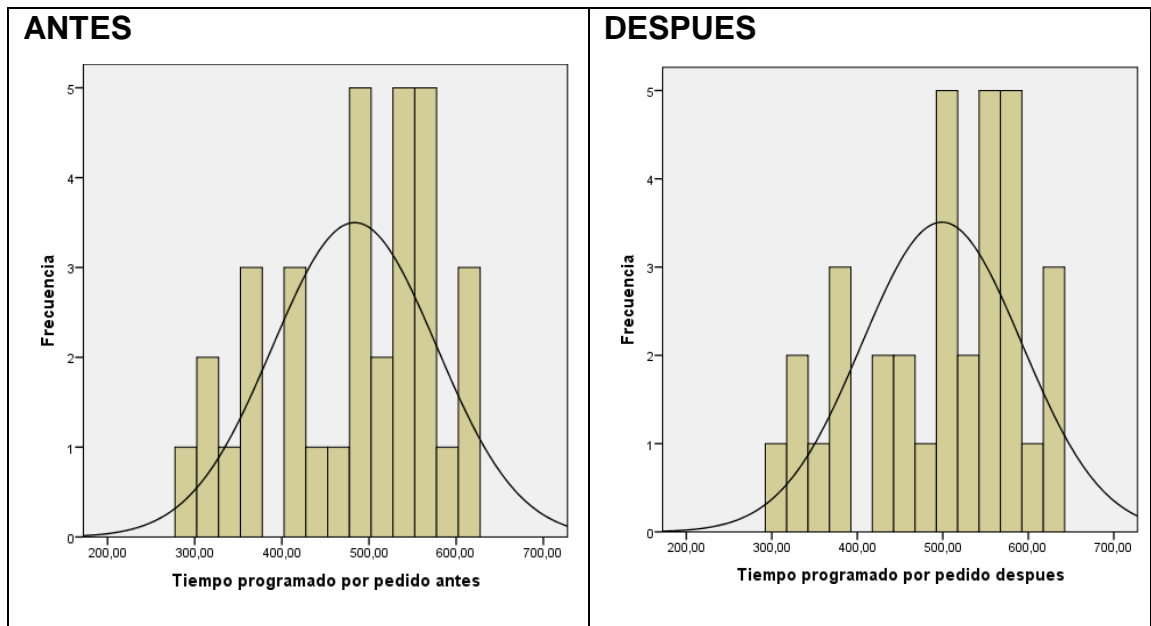 ANTES
5
4
3
2
1
0
Frecuencia
200,00 300,00 400,00 500,00 600,00 700,00
Tiempo programado por pedido antes
DESPUES
5
4
3
2
1
0
Frecuencia
200,00 300,00 400,00 500,00 600,00 700,00
Tiempo programado por pedido despues